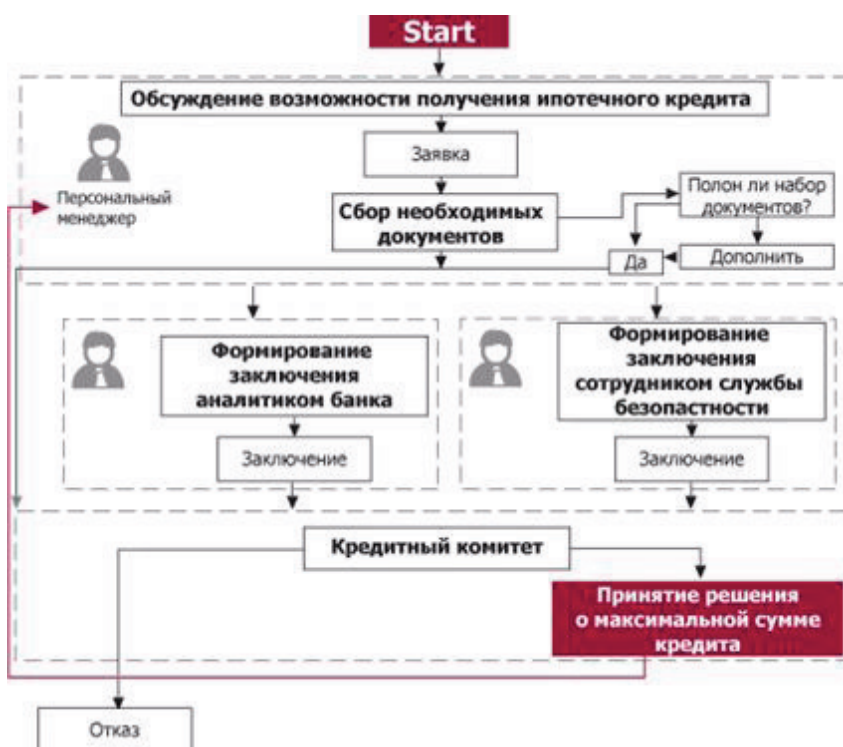 Start
Обсуждение возможности получения ипотечного кредита
Заявка
Персональный
менеджер
Сбор необходимых
документов
Полон ли набор
документов?
Да
Дополнить
Формирование
заключения
аналитиком банка
Заключение
Формирование
заключения
сотрудником службы
безопастности
Заключение
Кредитный комитет
Принятие решения
о максимальной сумме
кредита
Отказ